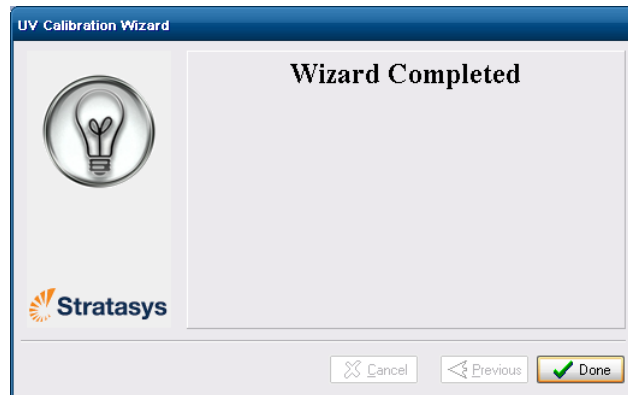 UV Calibration Wizard
Wizard Completed
Stratasys
Cancel Previous Done